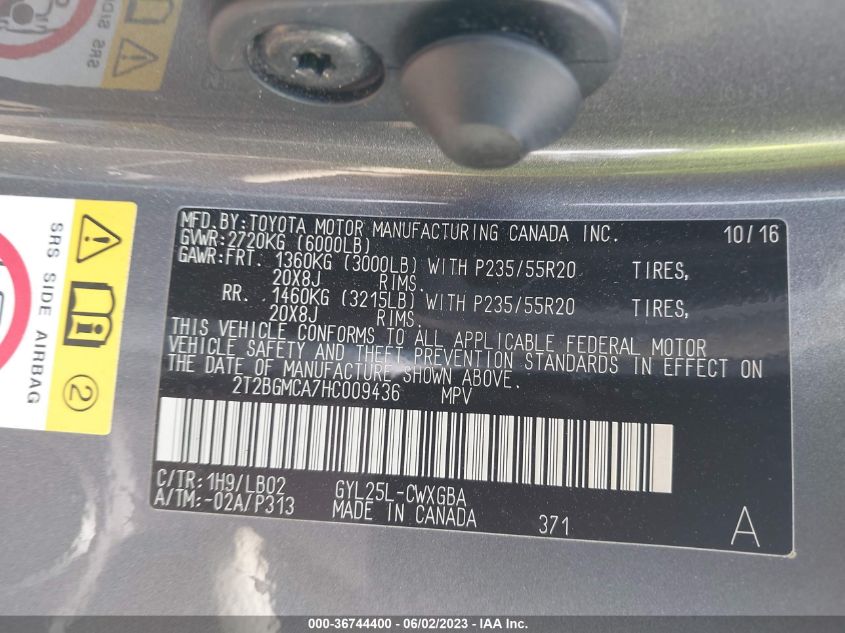 SRS SIDE
MFD. BY: TOYOTA MOTOR MANUFACTURING CANADA INC. 10/16
GVWR: 2720KG (6000LB)
GAWR: FRT. 1360KG (3000LB) WITH P235/55R20 TIRES,
20X8J RIMS.
RR. 1460KG (3215LB) WITH P235/55R20 TIRES,
20X8J RIMS.
THIS VEHICLE CONFORMS TO ALL APPLICABLE FEDERAL MOTOR
VEHICLE SAFETY AND THEFT PREVENTION STANDARDS IN EFFECT ON
THE DATE OF MANUFACTURE SHOWN ABOVE.
2T2BGMCA7HC009436 MPV
C/TR: 1H9/LB02 GYL25L-CWXGBA
A/TM:-02A/P313 MADE IN CANADA 371 A
SRS SIDE AIRBAG
2
000-36744400 - 06/02/2023 - IAA Inc.